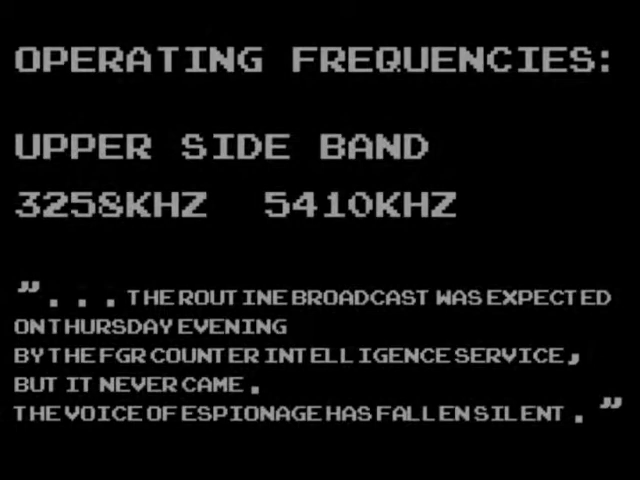 OPERATING FREQUENCIES:
UPPER SIDE BAND
3258KHZ 5410KHZ
". . . THE ROUTINE BROADCAST WAS EXPECTED
ON THURSDAY EVENING
BY THE FGR COUNTER INTELLIGENCE SERVICE,
BUT IT NEVER CAME.
THE VOICE OF ESPIONAGE HAS FALLEN SILENT."